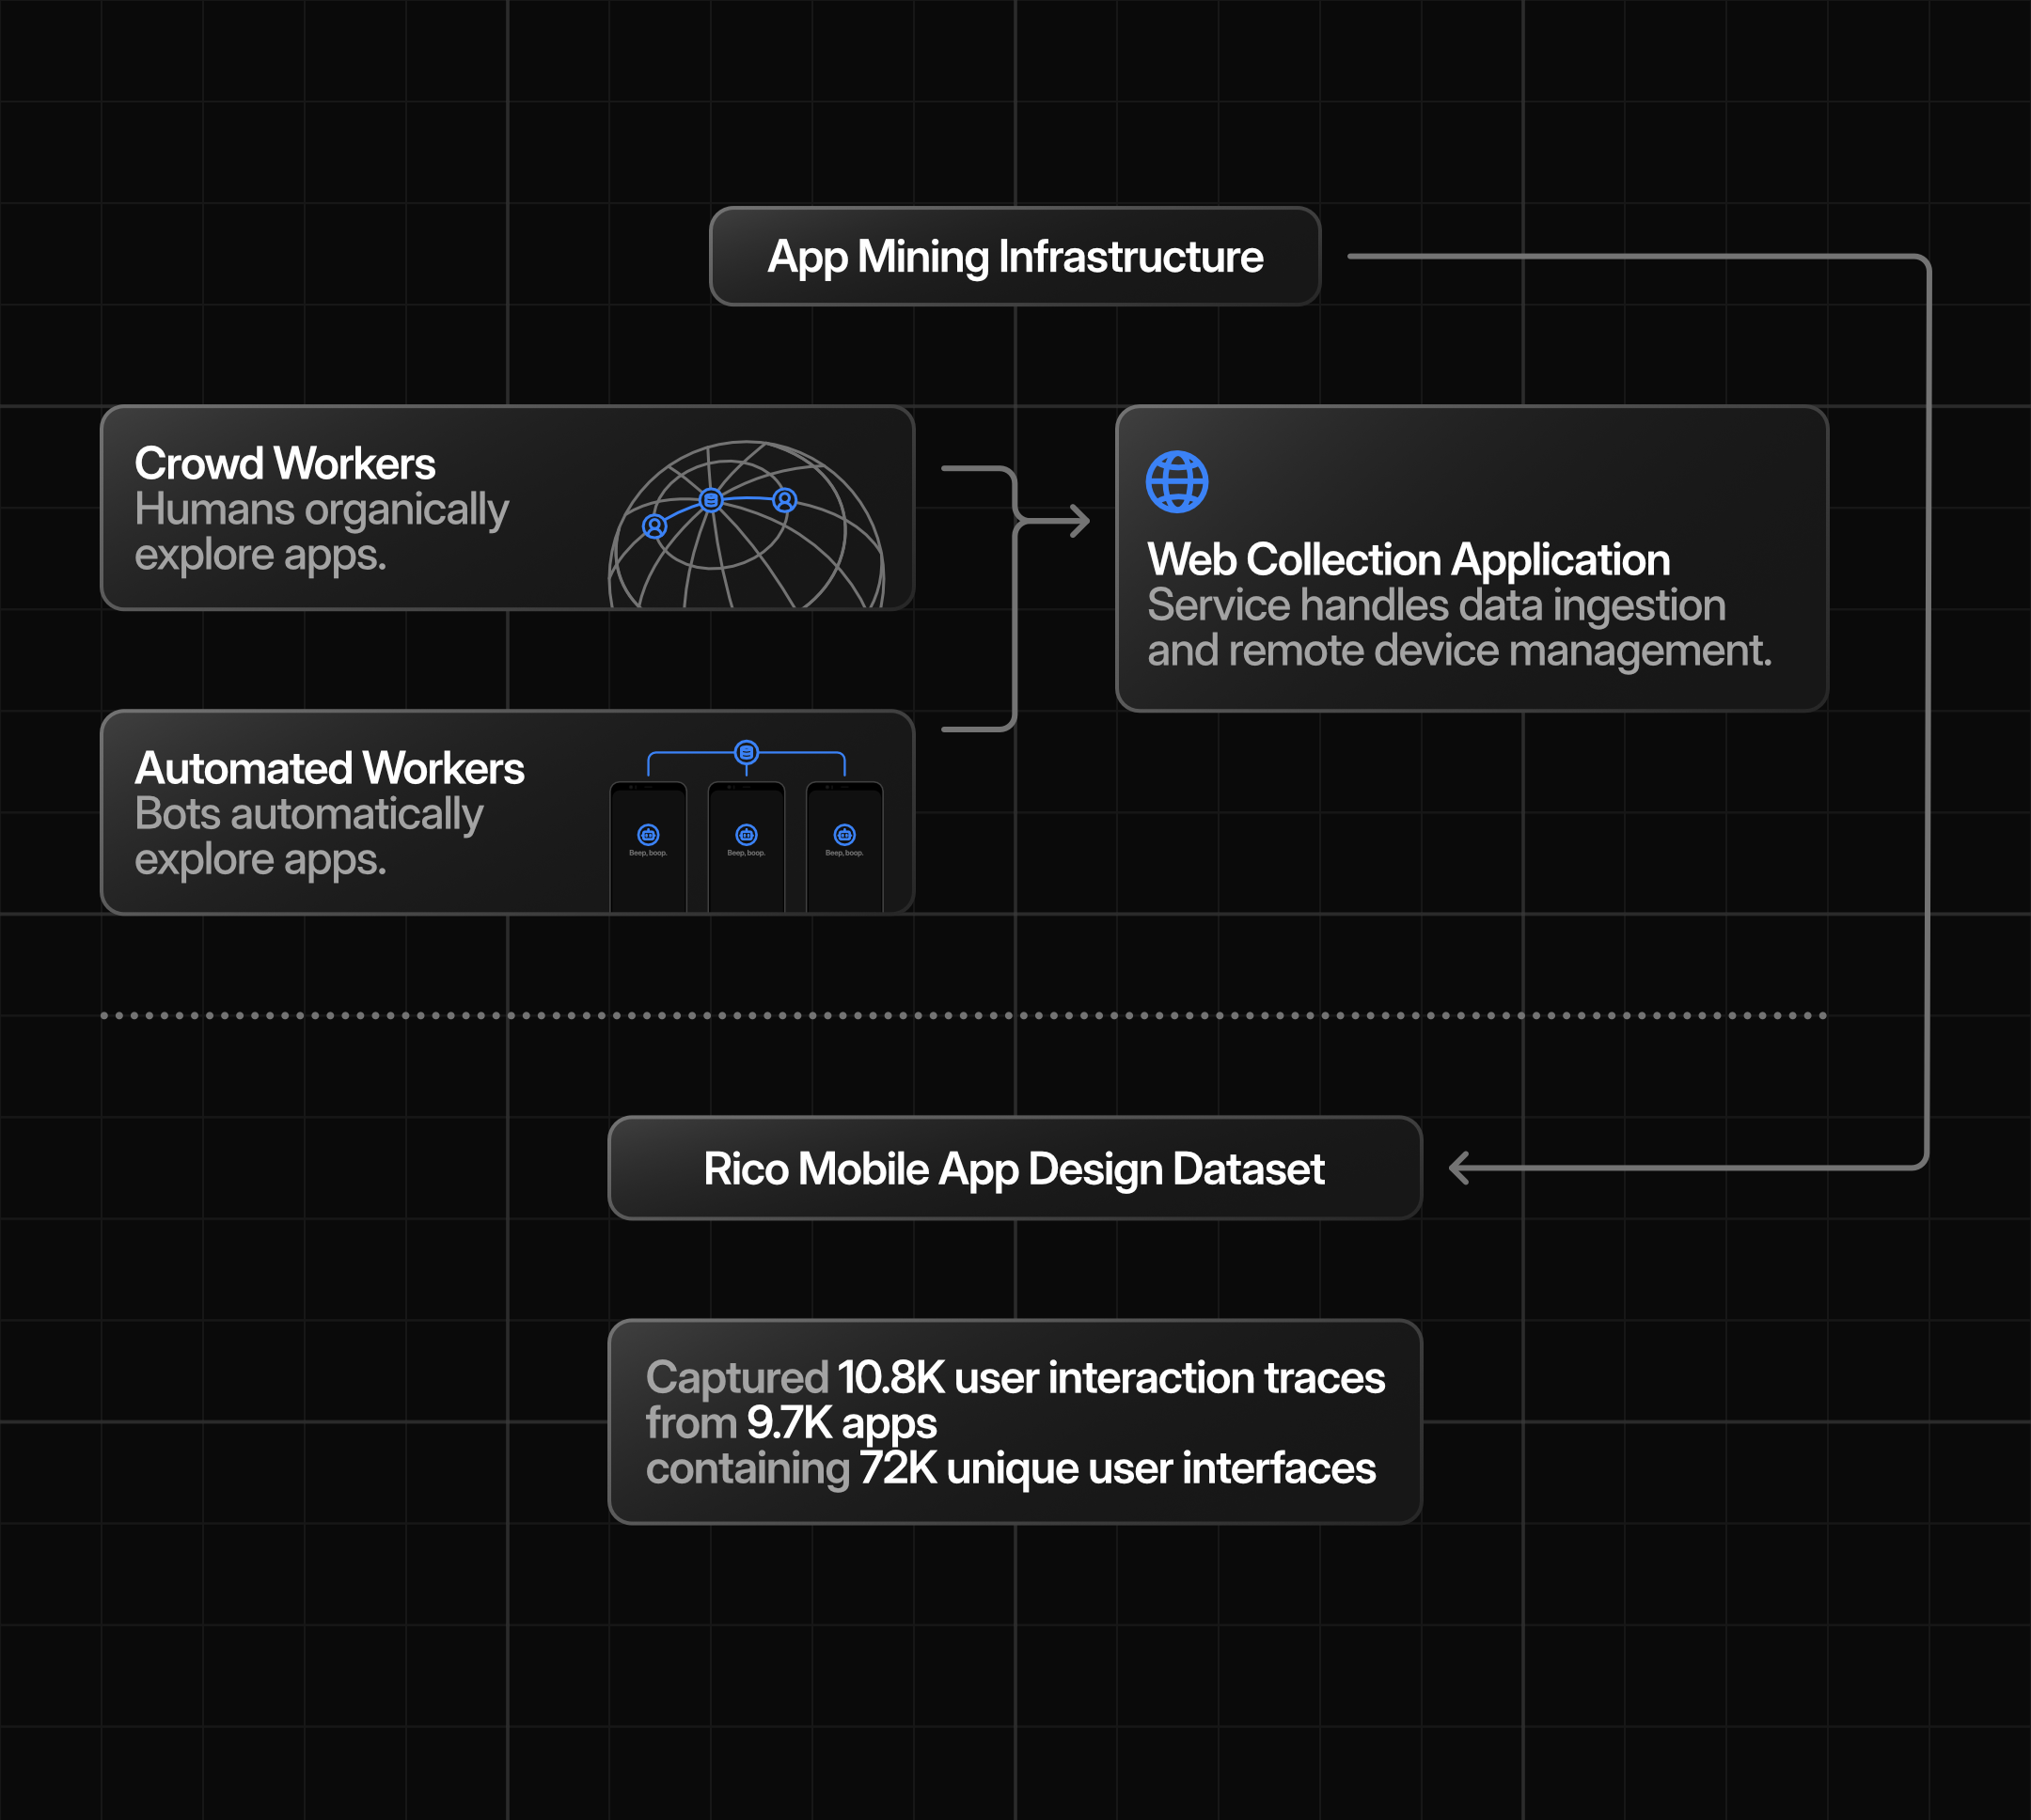 App Mining Infrastructure
Crowd Workers
Humans organically
explore apps.
Web Collection Application
Service handles data ingestion
and remote device management.
Automated Workers
Bots automatically
explore apps.
Beep, boop.
Beep, boop.
Beep, boop.
Rico Mobile App Design Dataset
Captured 10.8K user interaction traces
from 9.7K apps
containing 72K unique user interfaces